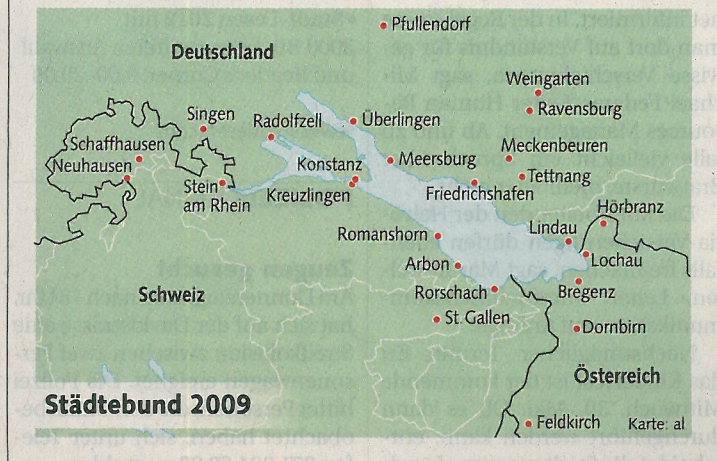 Pfullendorf
Deutschland
Weingarten
Ravensburg
Singen
Radolfzell
Überlingen
Schaffhausen
Neuhausen
Konstanz
Meersburg
Meckenbeuren
Tettnang
Stein
am Rhein
Kreuzlingen
Friedrichshafen
Hörbranz
Romanshorn
Lindau
Lochau
Arbon
Schweiz
Rorschach
Bregenz
St. Gallen
Dornbirn
Österreich
Städtebund 2009
Feldkirch
Karte: al